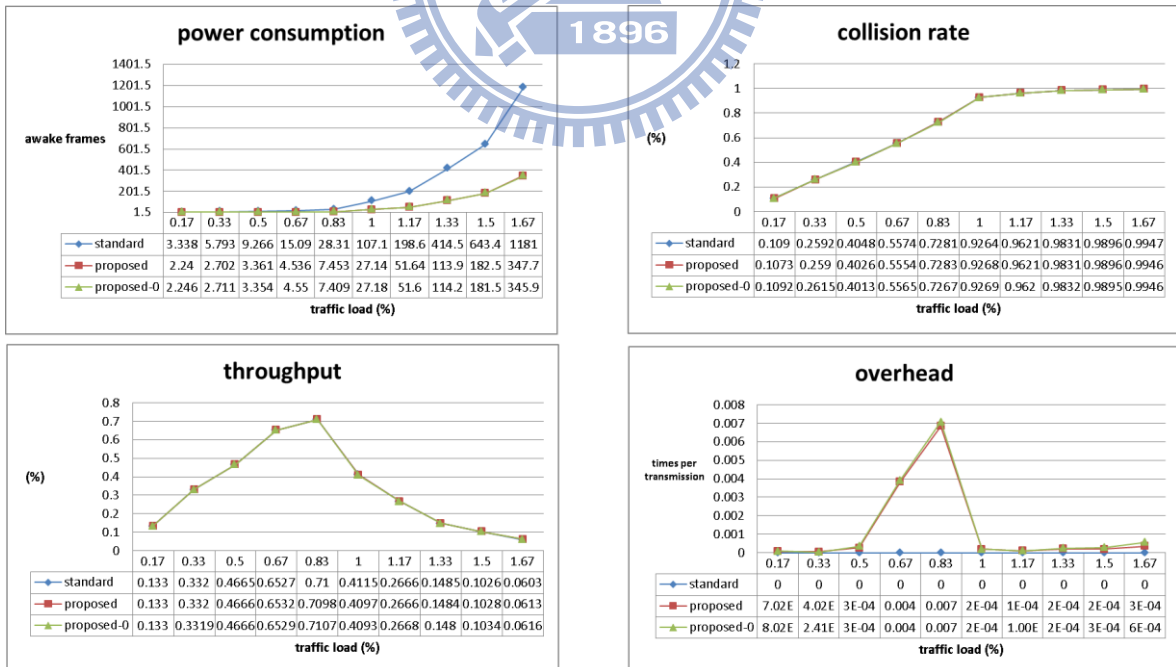 1896
power consumption
1401.5
1201.5
1001.5
801.5
601.5
401.5
201.5
1.5
awake frames
0.17 0.33 0.5 0.67 0.83 1 1.17 1.33 1.5 1.67
standard 3.338 5.793 9.266 15.09 28.31 107.1 198.6 414.5 643.4 1181
proposed 2.24 2.702 3.361 4.536 7.453 27.14 51.64 113.9 182.5 347.7
proposed-0 2.246 2.711 3.354 4.55 7.409 27.18 51.6 114.2 181.5 345.9
traffic load (%)
collision rate
1.2
1
0.8
0.6
0.4
0.2
0
(%)
0.17 0.33 0.5 0.67 0.83 1 1.17 1.33 1.5 1.67
standard 0.109 0.2592 0.4048 0.5574 0.7281 0.9264 0.9621 0.9831 0.9896 0.9947
proposed 0.1073 0.259 0.4026 0.5554 0.7283 0.9268 0.9621 0.9831 0.9896 0.9946
proposed-0 0.1092 0.2615 0.4013 0.5565 0.7267 0.9269 0.962 0.9832 0.9895 0.9946
traffic load (%)
throughput
0.8
0.7
0.6
0.5
0.4
0.3
0.2
0.1
0
(%)
0.17 0.33 0.5 0.67 0.83 1 1.17 1.33 1.5 1.67
standard 0.133 0.332 0.4665 0.6527 0.71 0.4115 0.2666 0.1485 0.1026 0.0603
proposed 0.133 0.332 0.4666 0.6532 0.7098 0.4097 0.2666 0.1484 0.1028 0.0613
proposed-0 0.133 0.3319 0.4666 0.6529 0.7107 0.4093 0.2668 0.148 0.1034 0.0616
traffic load (%)
overhead
0.008
0.007
0.006
0.005
0.004
0.003
0.002
0.001
0
times per
transmission
0.17 0.33 0.5 0.67 0.83 1 1.17 1.33 1.5 1.67
standard 0 0 0 0 0 0 0 0 0 0
proposed 7.02E 4.02E 3E-04 0.004 0.007 2E-04 1E-04 2E-04 2E-04 3E-04
proposed-0 8.02E 2.41E 3E-04 0.004 0.007 2E-04 1.00E 2E-04 3E-04 6E-04
traffic load (%)